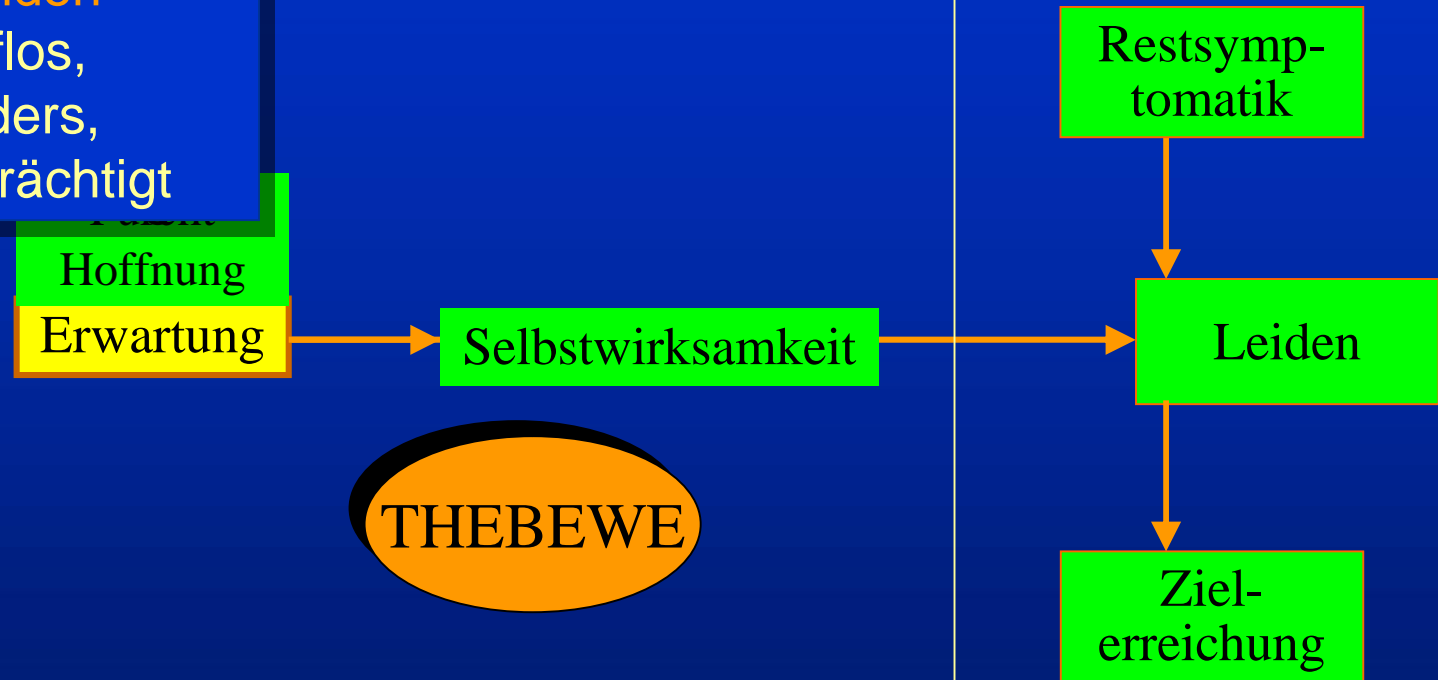 flos,
ders,
rächtigt
Hoffnung
Erwartung
Selbstwirksamkeit
THEBEWE
Restsymp-
tomatik
Leiden
Ziel-
erreichung